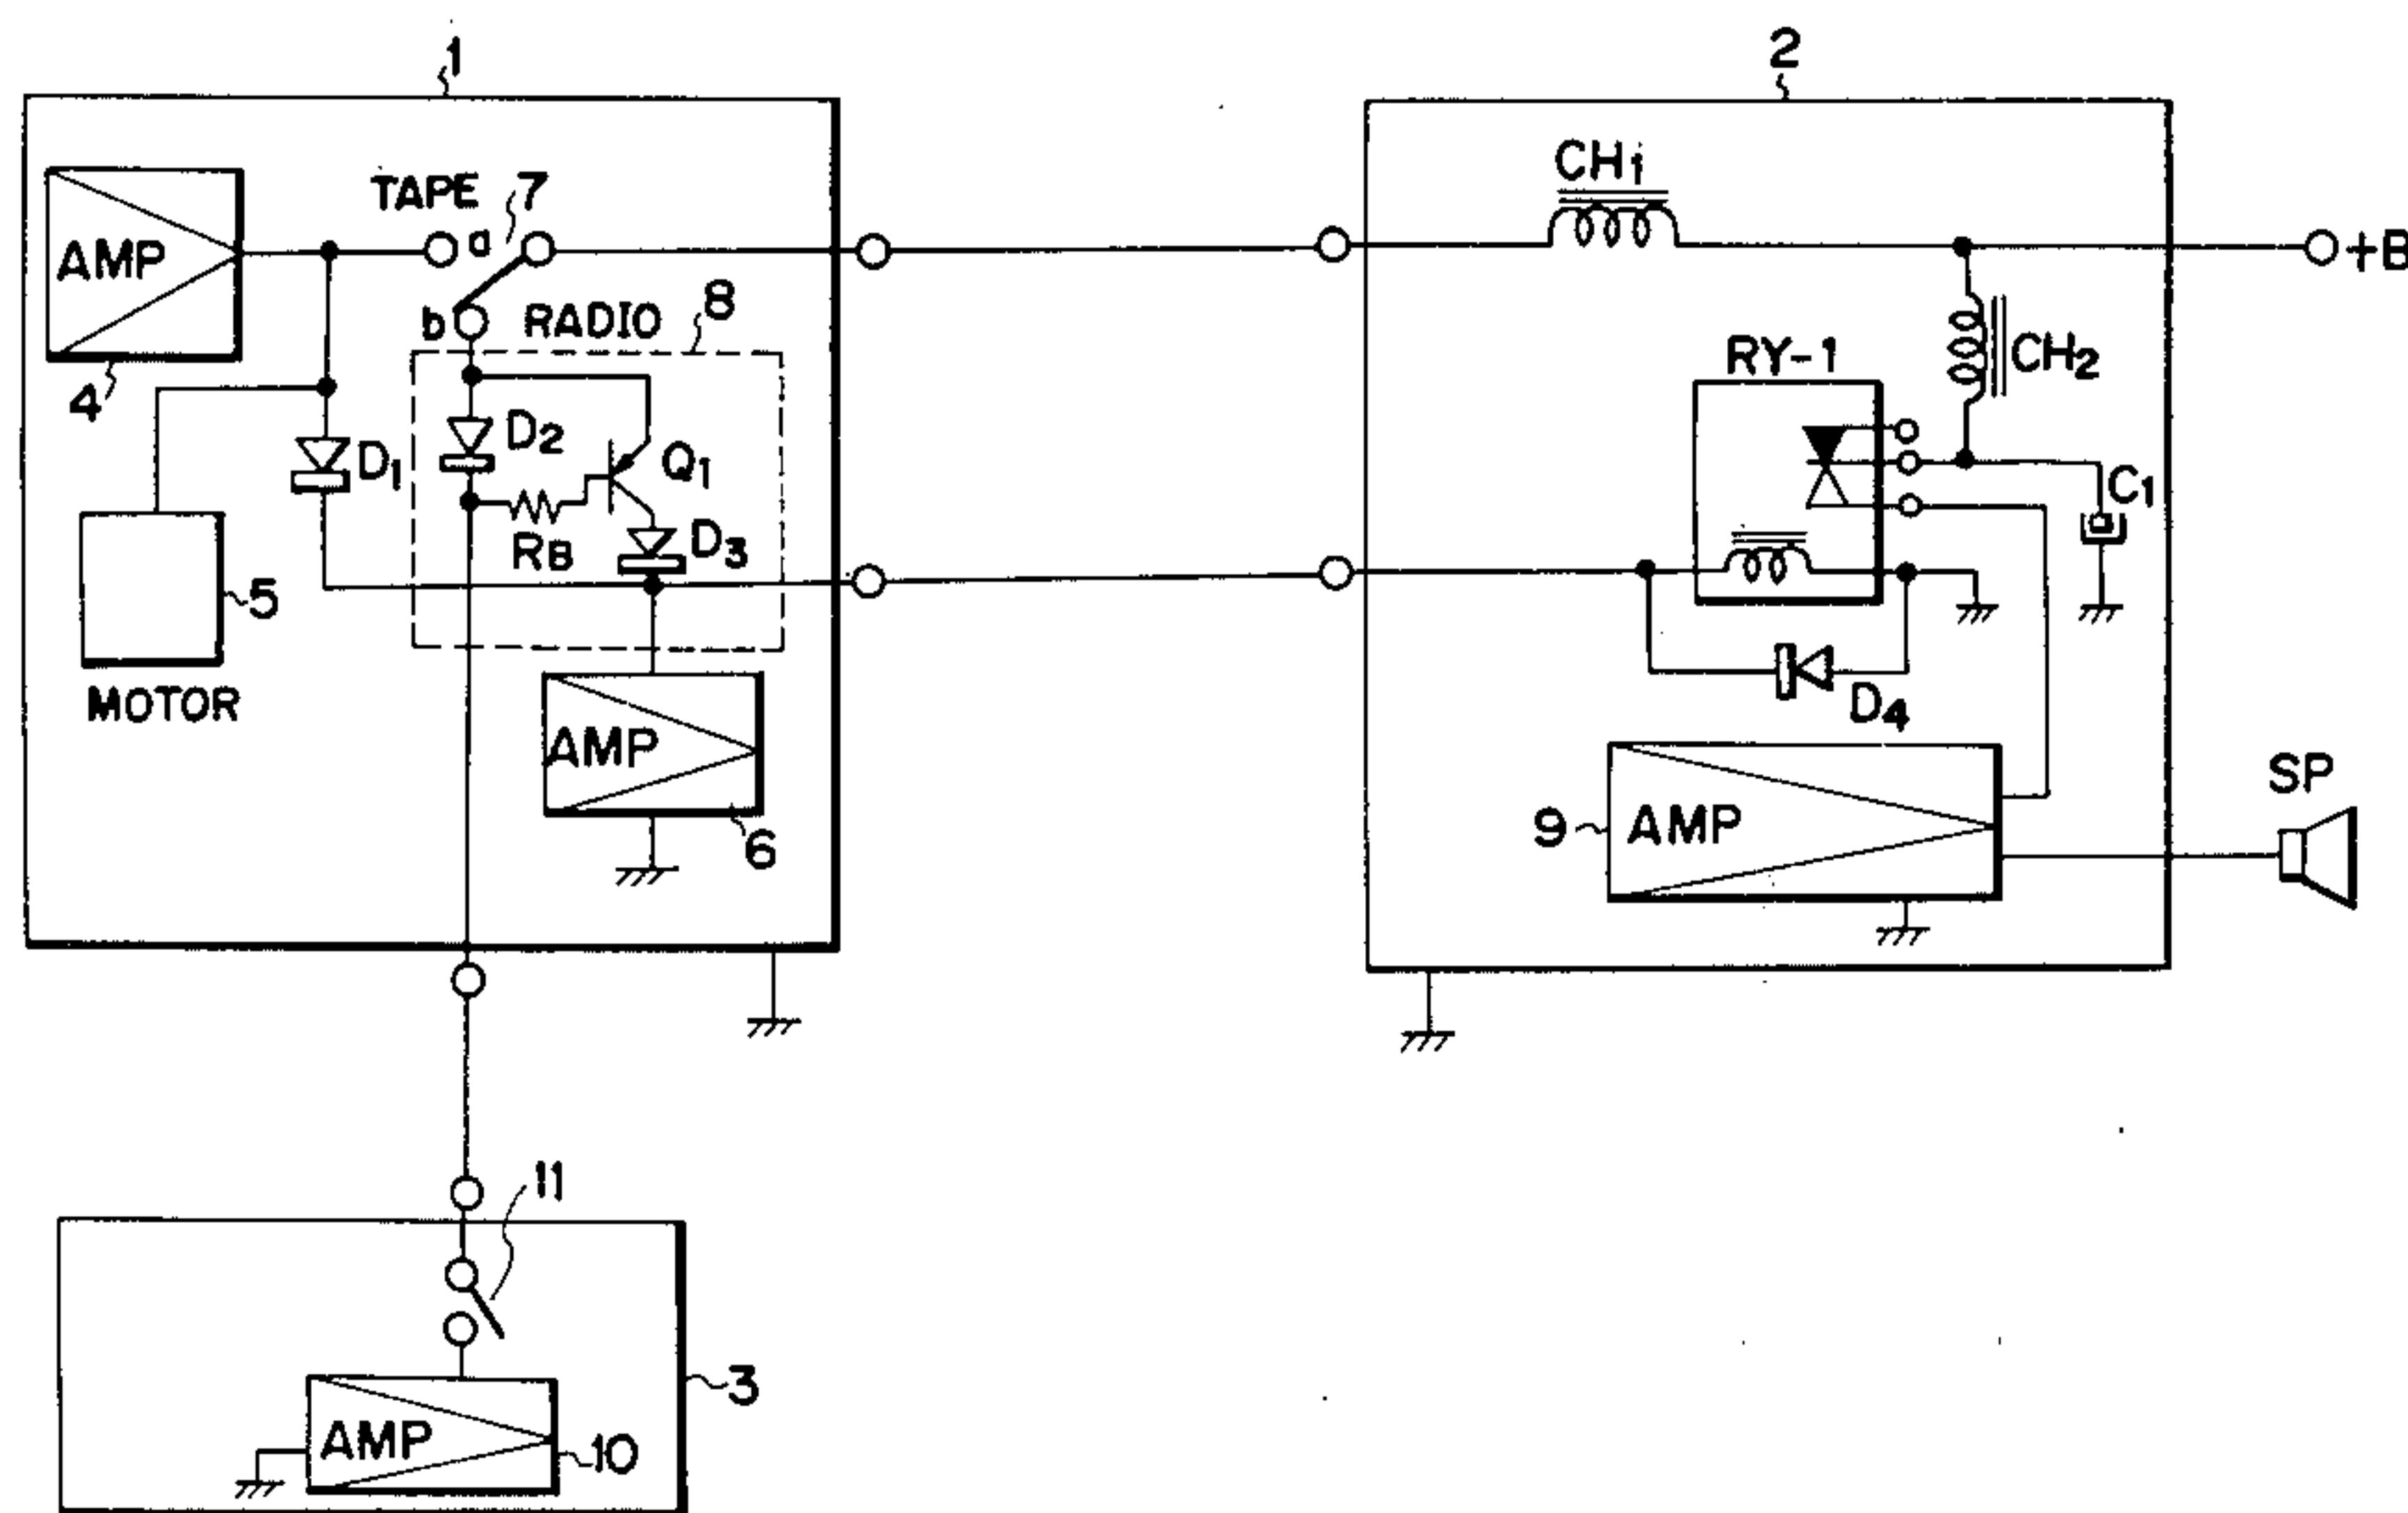 1
2
CH1
TAPE 7
a
AMP
+B
b RADIO 8
RY-1
CH2
4
D2
D1
Q1
C1
RB
D3
5
MOTOR
D4
AMP
SP
9 AMP
6
11
3
AMP
10